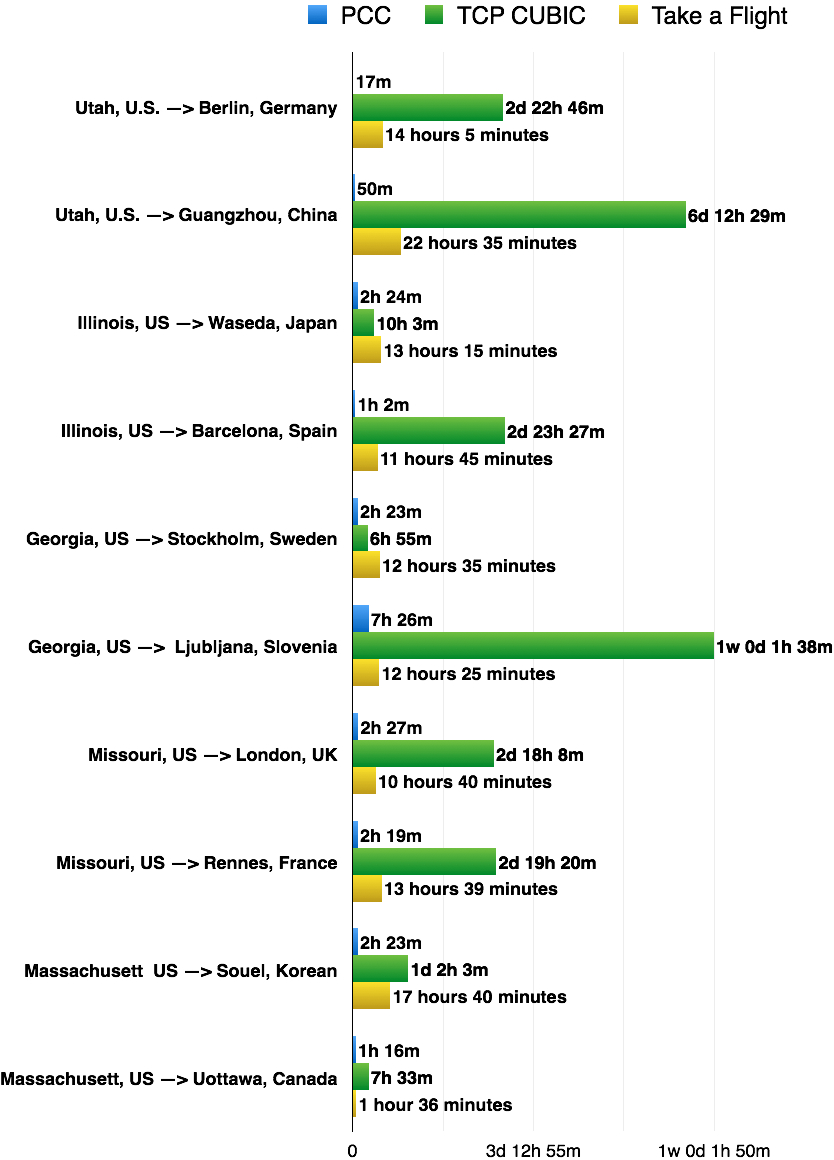 PCC TCP CUBIC Take a Flight
17m
Utah, U.S. —> Berlin, Germany 2d 22h 46m
14 hours 5 minutes
50m
Utah, U.S. —> Guangzhou, China 6d 12h 29m
22 hours 35 minutes
2h 24m
Illinois, US —> Waseda, Japan 10h 3m
13 hours 15 minutes
1h 2m
Illinois, US —> Barcelona, Spain 2d 23h 27m
11 hours 45 minutes
2h 23m
Georgia, US —> Stockholm, Sweden 6h 55m
12 hours 35 minutes
7h 26m
Georgia, US —> Ljubljana, Slovenia 1w 0d 1h 38m
12 hours 25 minutes
2h 27m
Missouri, US —> London, UK 2d 18h 8m
10 hours 40 minutes
2h 19m
Missouri, US —> Rennes, France 2d 19h 20m
13 hours 39 minutes
2h 23m
Massachusett US —> Souel, Korean 1d 2h 3m
17 hours 40 minutes
1h 16m
Massachusett, US —> Uottawa, Canada 7h 33m
1 hour 36 minutes
0 3d 12h 55m 1w 0d 1h 50m